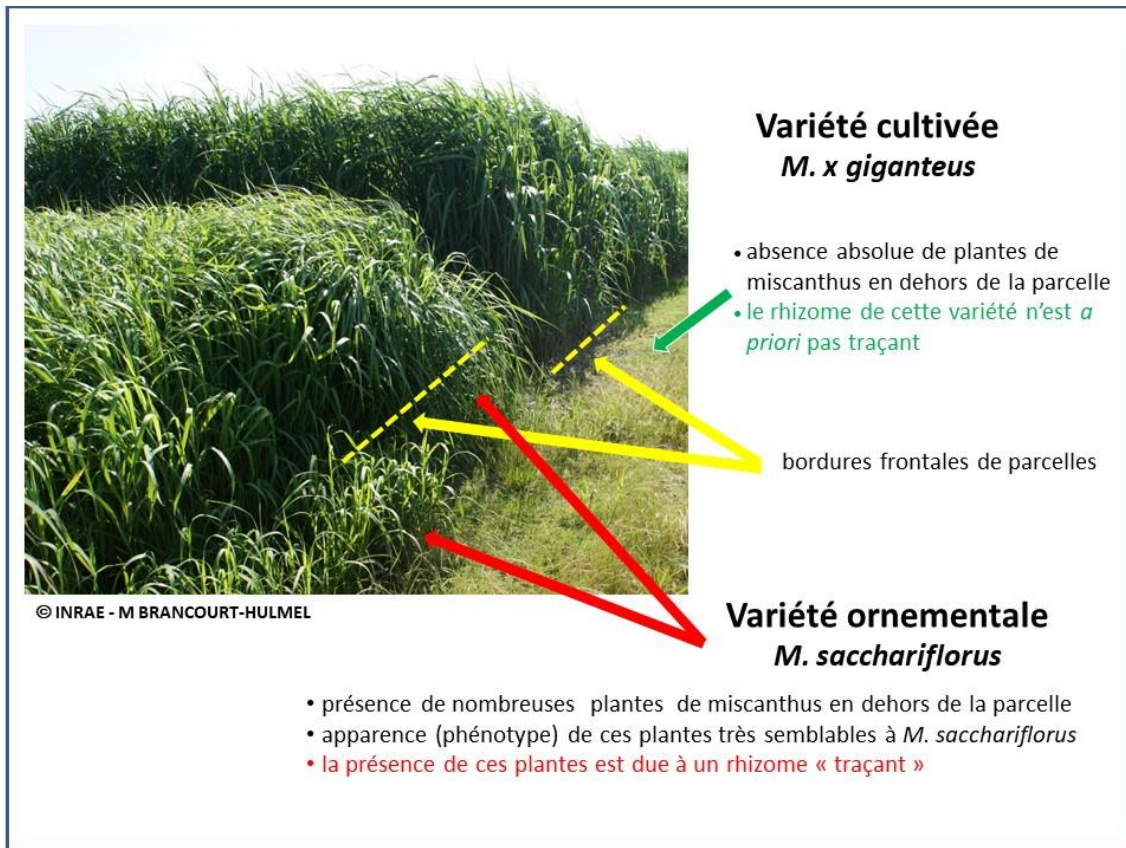 Variété cultivée
M. x giganteus
• absence absolue de plantes de
miscanthus en dehors de la parcelle
• le rhizome de cette variété n’est a
priori pas traçant
bordures frontales de parcelles
© INRAE - M BRANCOURT-HULMEL
Variété ornementale
M. sacchariflorus
• présence de nombreuses plantes de miscanthus en dehors de la parcelle
• apparence (phénotype) de ces plantes très semblables à M. sacchariflorus
• la présence de ces plantes est due à un rhizome « traçant »